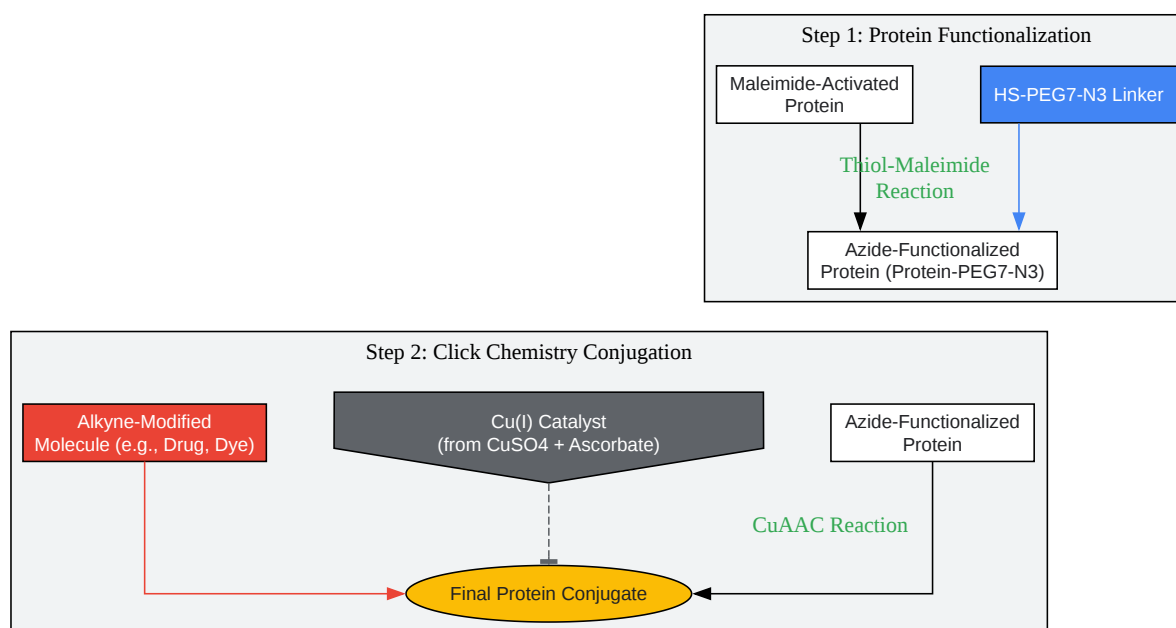 Step 1: Protein Functionalization
Maleimide-Activated
Protein
HS-PEG7-N3 Linker
Thiol-Maleimide
Reaction
Azide-Functionalized
Protein (Protein-PEG7-N3)
Step 2: Click Chemistry Conjugation
Alkyne-Modified
Molecule (e.g., Drug, Dye)
Cu(I) Catalyst
(from CuSO4 + Ascorbate)
Azide-Functionalized
Protein
CuAAC Reaction
Final Protein Conjugate